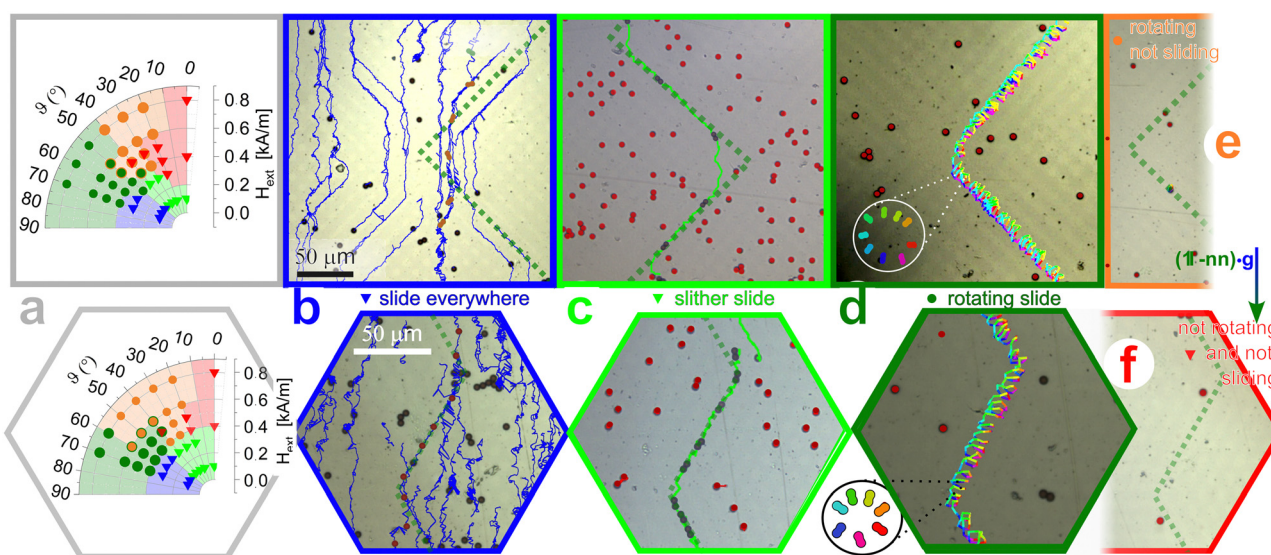 0
10
20
30
40
50
60
70
80
90
ϑ (°)
0.8
0.6
0.4
0.2
0.0
H_ext [kA/m]
50 µm
rotating
not sliding
e
(1-nn)·g
a
b
▼ slide everywhere
c
▼ slither slide
d
● rotating slide
f
not rotating
▼ and not
sliding
0
10
20
30
40
50
60
70
80
90
ϑ (°)
0.8
0.6
0.4
0.2
0.0
H_ext [kA/m]
50 µm